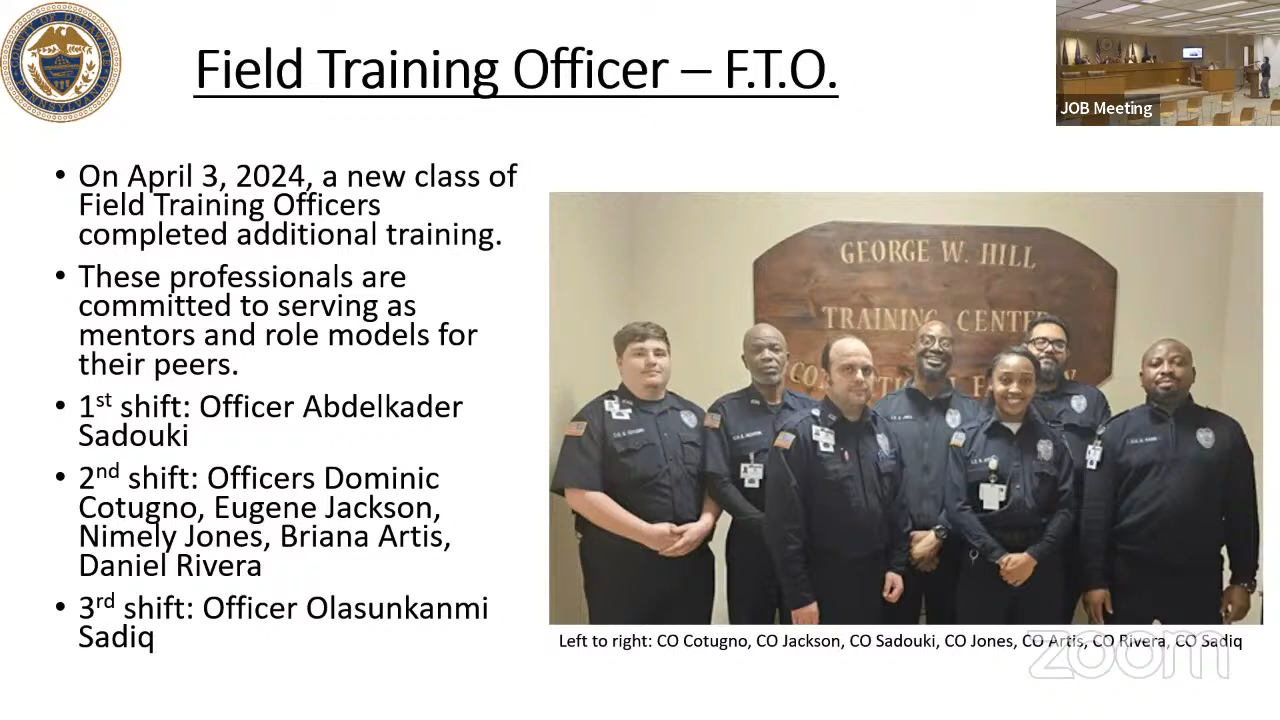 Field Training Officer – F.T.O.
JOB Meeting
• On April 3, 2024, a new class of
Field Training Officers
completed additional training.
• These professionals are
committed to serving as
mentors and role models for
their peers.
• 1st shift: Officer Abdelkader
Sadouki
• 2nd shift: Officers Dominic
Cotugno, Eugene Jackson,
Nimely Jones, Briana Artis,
Daniel Rivera
• 3rd shift: Officer Olasunkanmi
Sadiq
GEORGE W. HILL
TRAINING CENTER
Left to right: CO Cotugno, CO Jackson, CO Sadouki, CO Jones, CO Artis, CO Rivera, CO Sadiq
zoom
COUNTY OF DELAWARE
PENNSYLVANIA